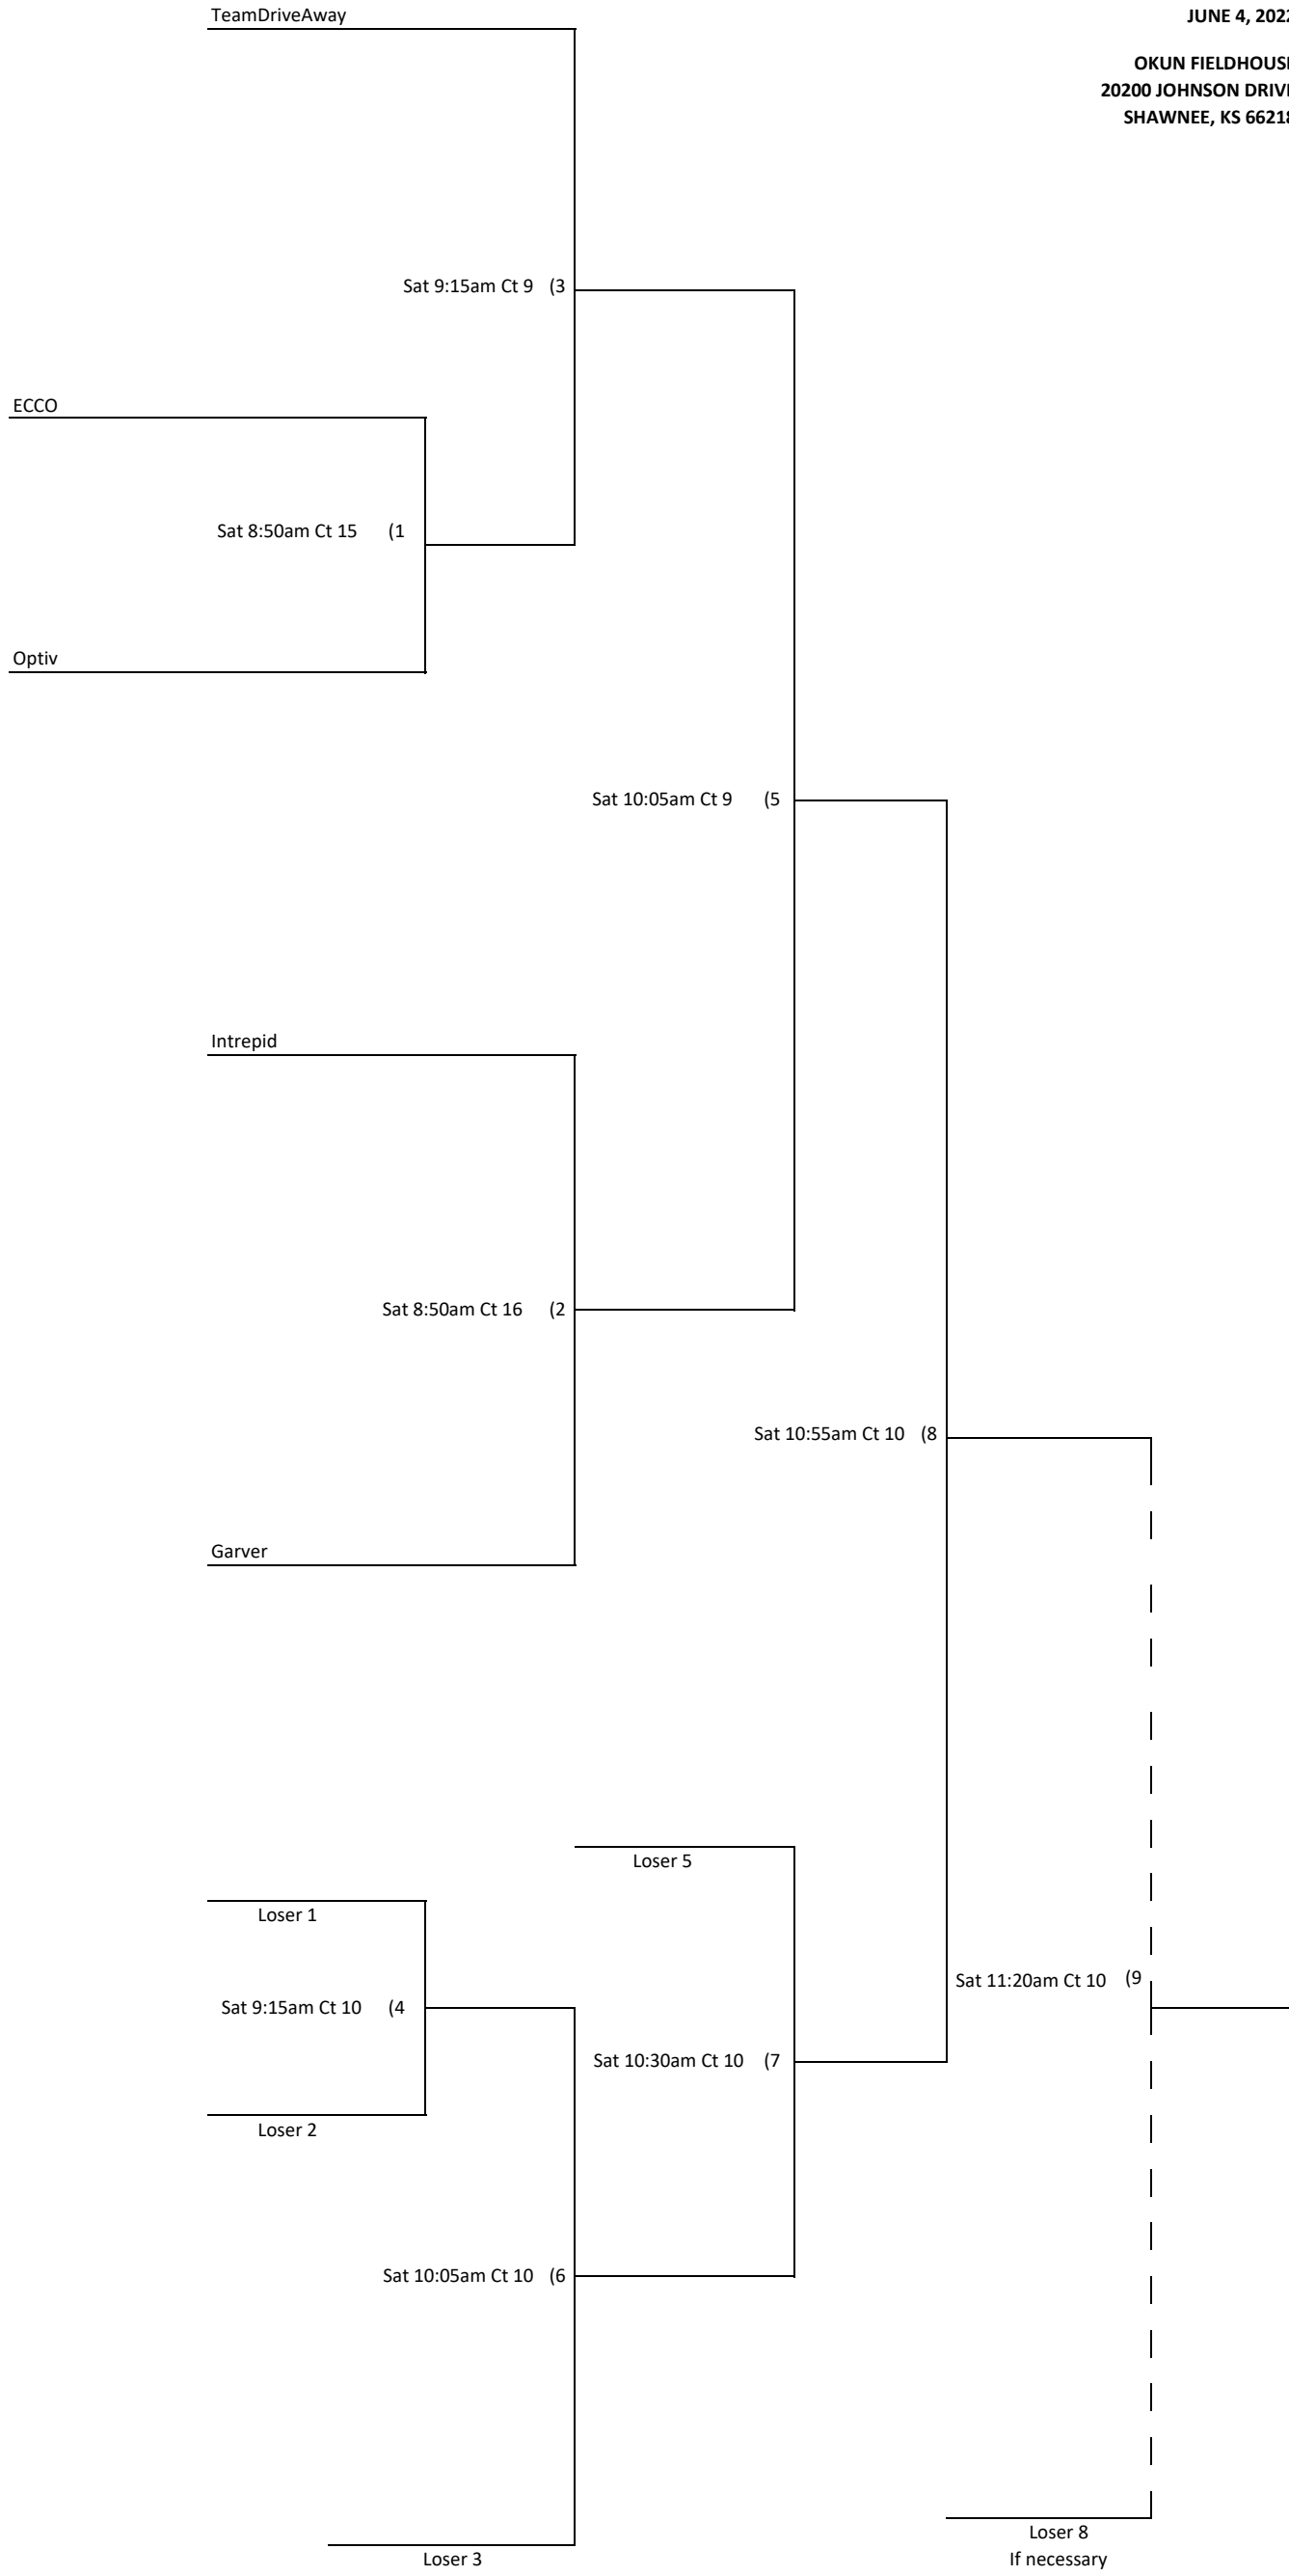 TeamDriveAway
JUNE 4, 2022
OKUN FIELDHOUSE
20200 JOHNSON DRIVE
SHAWNEE, KS 66218
Sat 9:15am Ct 9 (3
ECCO
Sat 8:50am Ct 15 (1
Optiv
Sat 10:05am Ct 9 (5
Intrepid
Sat 8:50am Ct 16 (2
Sat 10:55am Ct 10 (8
Garver
Loser 5
Loser 1
Sat 11:20am Ct 10 (9
Sat 9:15am Ct 10 (4
Sat 10:30am Ct 10 (7
Loser 2
Sat 10:05am Ct 10 (6
Loser 8
Loser 3
If necessary